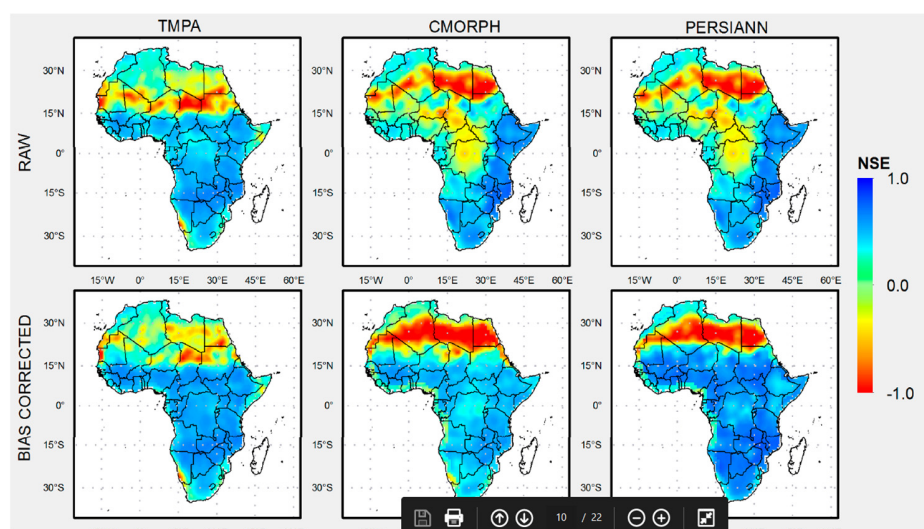 TMPA CMORPH PERSIANN
RAW
30°N 30°N 30°N
15°N 15°N 15°N
0° 0° 0°
15°S 15°S 15°S
30°S 30°S 30°S
NSE
1.0
0.0
-1.0
15°W 0° 15°E 30°E 45°E 60°E 15°W 0° 15°E 30°E 45°E 60°E 15°W 0° 15°E 30°E 45°E 60°E
BIAS CORRECTED
30°N 30°N 30°N
15°N 15°N 15°N
0° 0° 0°
15°S 15°S 15°S
30°S 30°S 30°S
10 / 22